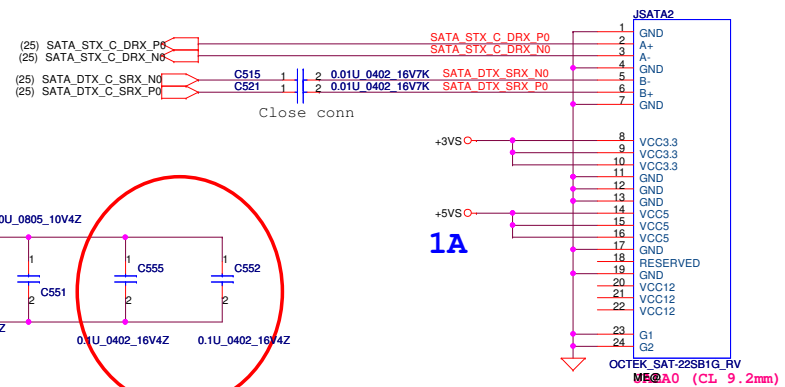 JSATA2
(25) SATA_STX_C_DRX_P0 SATA_STX_C_DRX_P0 2 A+
1 GND
(25) SATA_STX_C_DRX_N0 SATA_STX_C_DRX_N0 3 A-
4 GND
(25) SATA_DTX_C_SRX_N0 C515 1 2 0.01U_0402_16V7K SATA_DTX_SRX_N0 5 B-
(25) SATA_DTX_C_SRX_P0 C521 1 2 0.01U_0402_16V7K SATA_DTX_SRX_P0 6 B+
7 GND
Close conn
+3VS 8 VCC3.3
9 VCC3.3
10 VCC3.3
11 GND
12 GND
13 GND
+5VS 14 VCC5
15 VCC5
16 VCC5
1A
17 GND
18 RESERVED
19 GND
20 VCC12
21 VCC12
22 VCC12
23 G1
24 G2
0U_0805_10V4Z
1 1 1
C551 C555 C552
2 2 2
Z 0.1U_0402_16V4Z 0.1U_0402_16V4Z
OCTEK_SAT-22SB1G_RV
ME@
(CL 9.2mm)